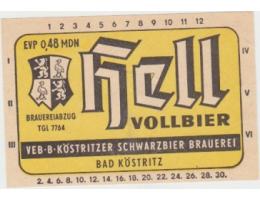 1 2 3 4 5 6 7 8 9 10 11 12
EVP 0,48 MDN
Hell
I
II
III
IV
V
VI
BRAUEREIABZUG
TGL 7764
VOLLBIER
VEB·B·KÖSTRITZER SCHWARZBIER BRAUEREI
BAD KÖSTRITZ
2. 4. 6. 8. 10. 12. 14. 16. 18. 20. 22. 24. 26. 28. 30.